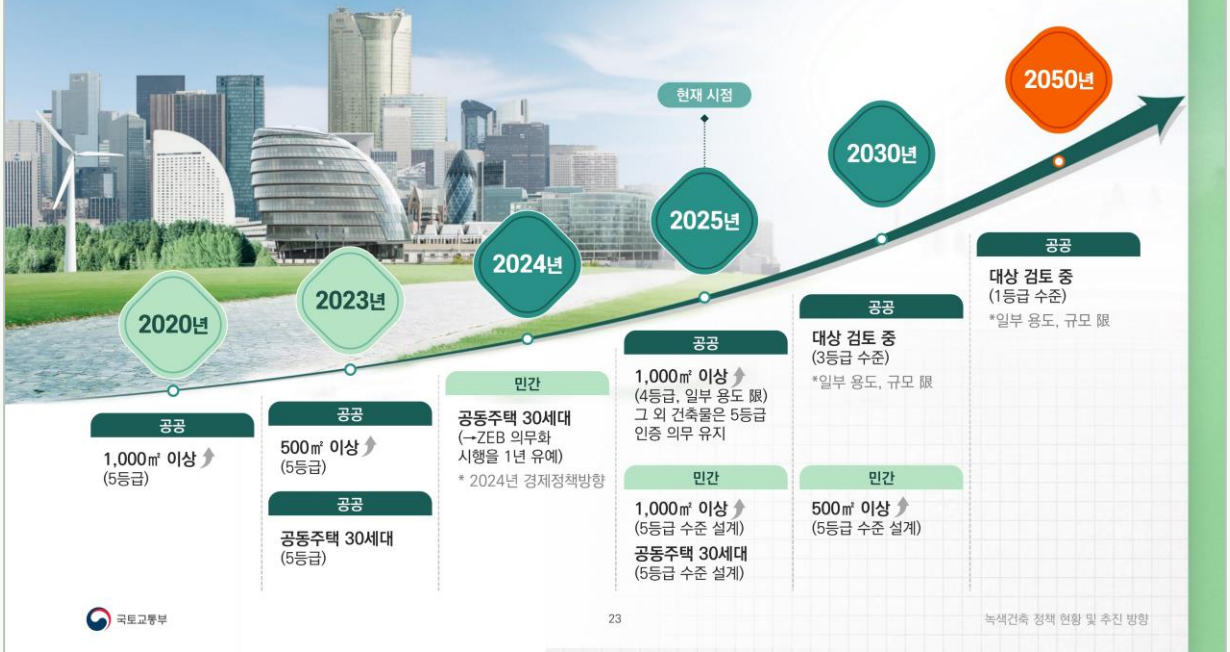 현재 시점
2020년
2023년
2024년
2025년
2030년
2050년
공공
1,000㎡ 이상
(5등급)
공공
500㎡ 이상
(5등급)
공공
공동주택 30세대
(5등급)
민간
공동주택 30세대
(→ZEB 의무화
시행을 1년 유예)
* 2024년 경제정책방향
공공
1,000㎡ 이상
(4등급, 일부 용도 限)
그 외 건축물은 5등급
인증 의무 유지
민간
1,000㎡ 이상
(5등급 수준 설계)
공동주택 30세대
(5등급 수준 설계)
공공
대상 검토 중
(3등급 수준)
*일부 용도, 규모 限
민간
500㎡ 이상
(5등급 수준 설계)
공공
대상 검토 중
(1등급 수준)
*일부 용도, 규모 限
국토교통부
23
녹색건축 정책 현황 및 추진 방향